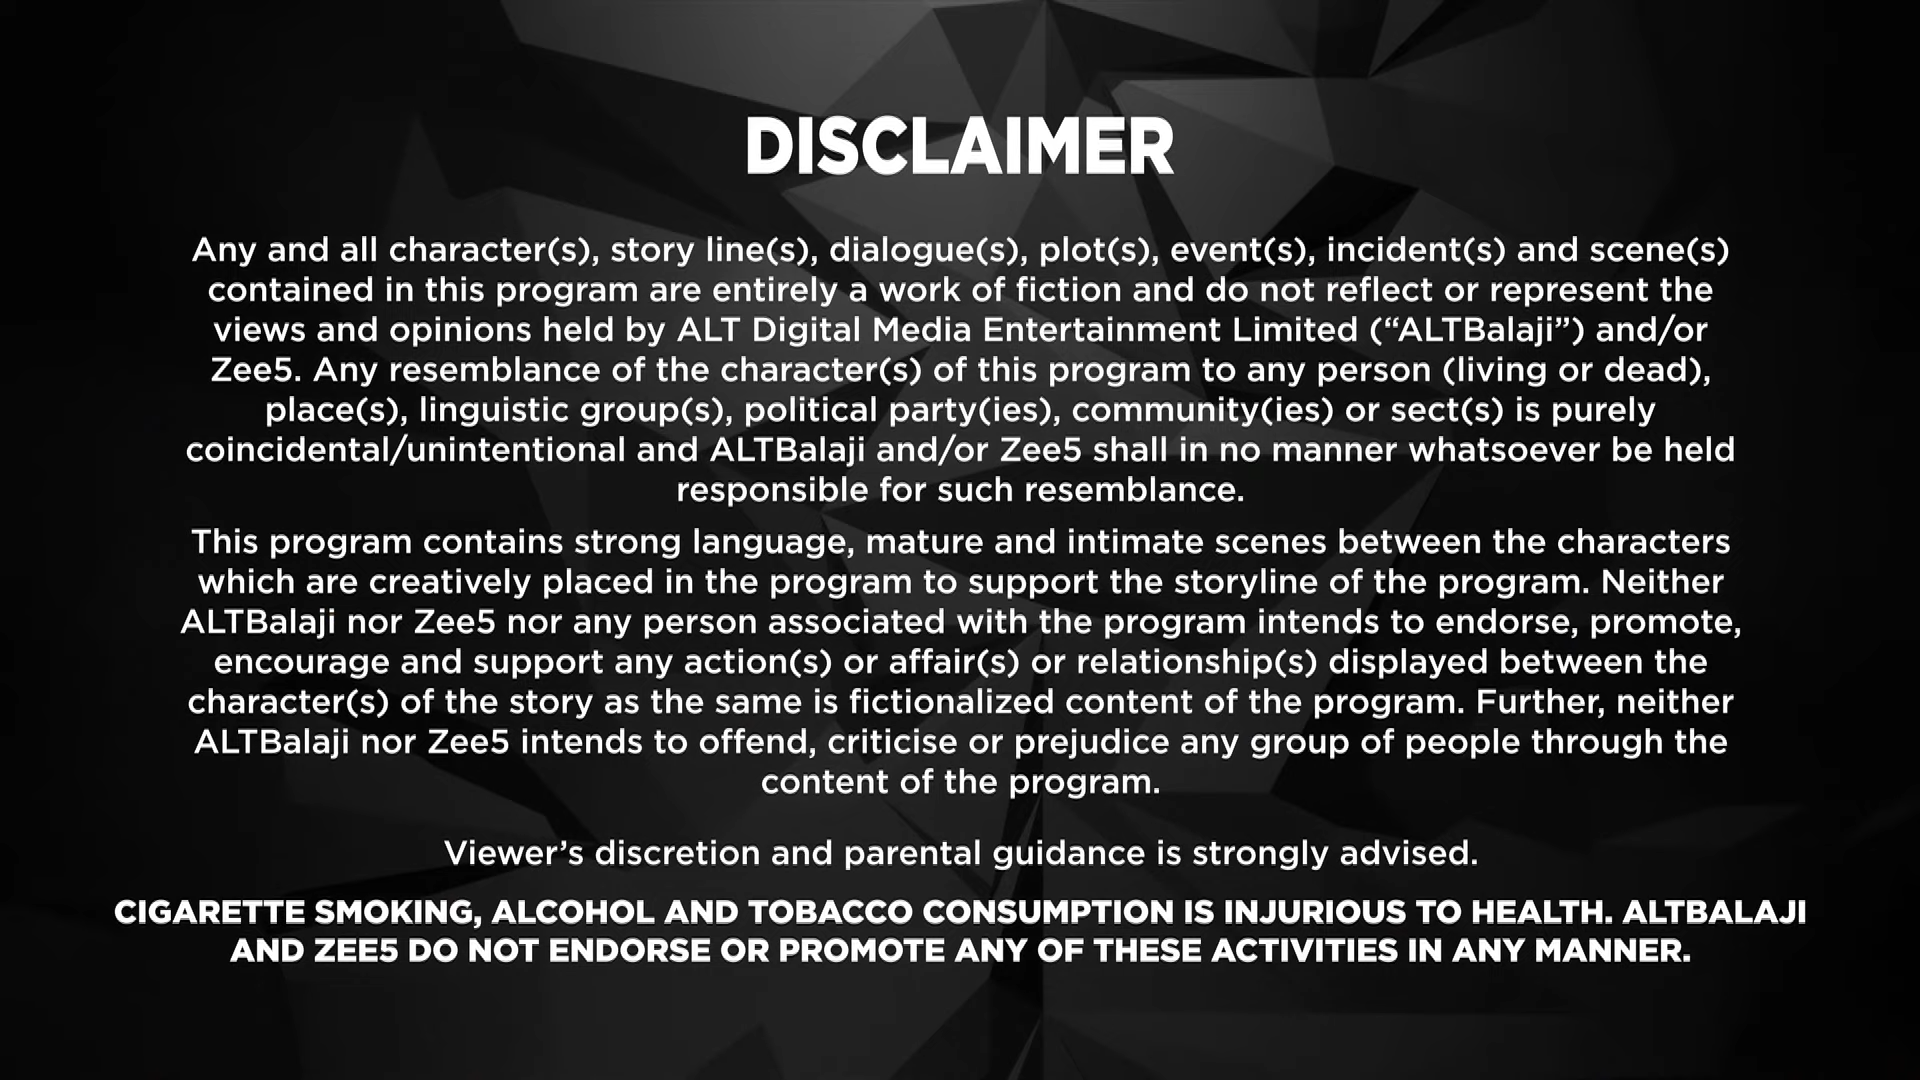 DISCLAIMER
Any and all character(s), story line(s), dialogue(s), plot(s), event(s), incident(s) and scene(s)
contained in this program are entirely a work of fiction and do not reflect or represent the
views and opinions held by ALT Digital Media Entertainment Limited (“ALTBalaji”) and/or
Zee5. Any resemblance of the character(s) of this program to any person (living or dead),
place(s), linguistic group(s), political party(ies), community(ies) or sect(s) is purely
coincidental/unintentional and ALTBalaji and/or Zee5 shall in no manner whatsoever be held
responsible for such resemblance.
This program contains strong language, mature and intimate scenes between the characters
which are creatively placed in the program to support the storyline of the program. Neither
ALTBalaji nor Zee5 nor any person associated with the program intends to endorse, promote,
encourage and support any action(s) or affair(s) or relationship(s) displayed between the
character(s) of the story as the same is fictionalized content of the program. Further, neither
ALTBalaji nor Zee5 intends to offend, criticise or prejudice any group of people through the
content of the program.
Viewer’s discretion and parental guidance is strongly advised.
CIGARETTE SMOKING, ALCOHOL AND TOBACCO CONSUMPTION IS INJURIOUS TO HEALTH. ALTBALAJI
AND ZEE5 DO NOT ENDORSE OR PROMOTE ANY OF THESE ACTIVITIES IN ANY MANNER.